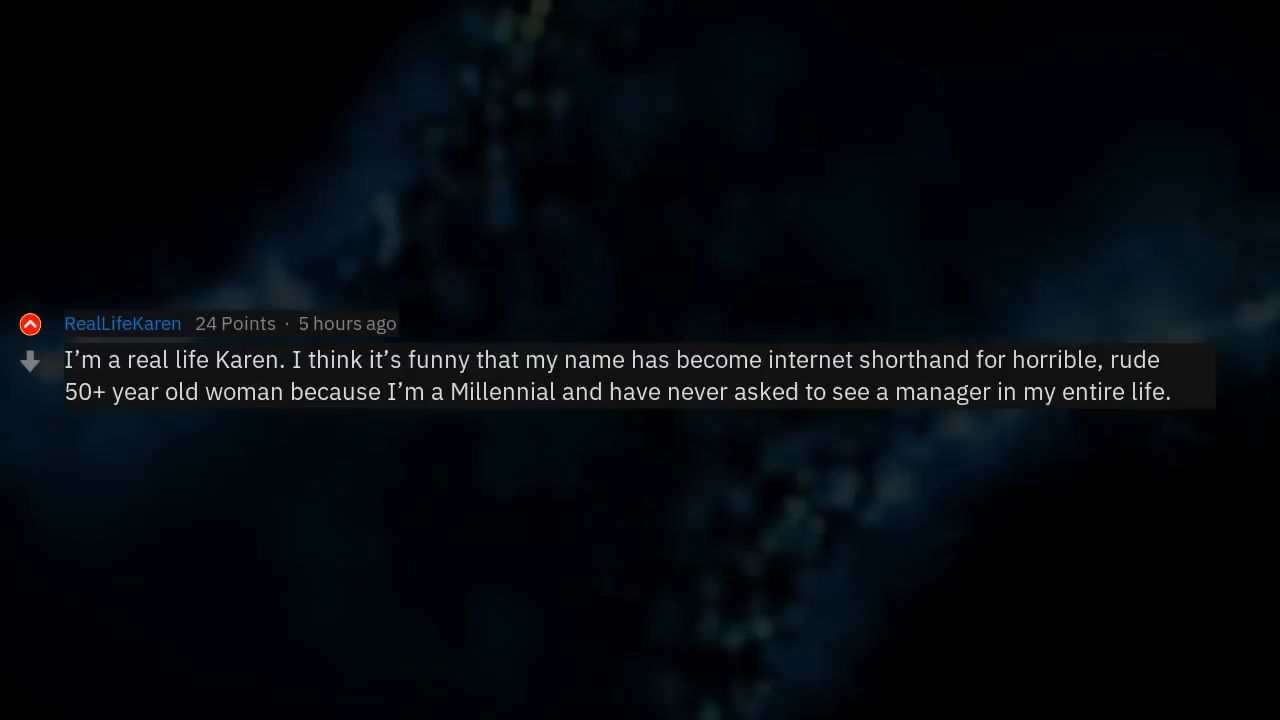 RealLifeKaren 24 Points · 5 hours ago
I’m a real life Karen. I think it’s funny that my name has become internet shorthand for horrible, rude
50+ year old woman because I’m a Millennial and have never asked to see a manager in my entire life.